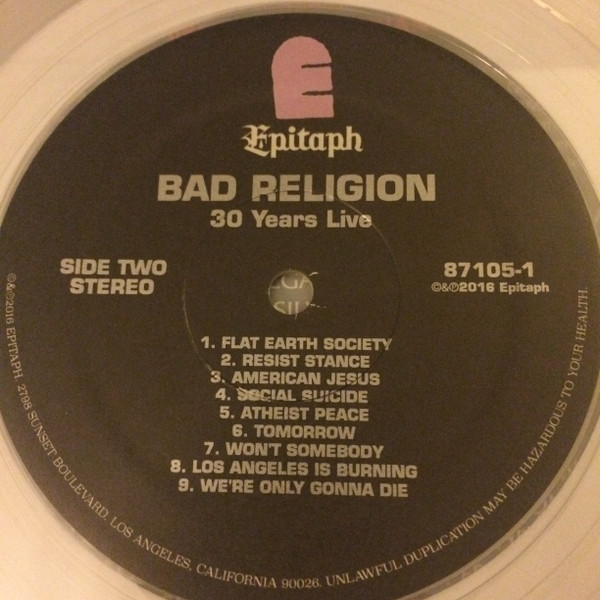 E
Epitaph
BAD RELIGION
30 Years Live
SIDE TWO
STEREO
87105-1
©&℗2016 Epitaph
1. FLAT EARTH SOCIETY
2. RESIST STANCE
3. AMERICAN JESUS
4. SOCIAL SUICIDE
5. ATHEIST PEACE
6. TOMORROW
7. WON'T SOMEBODY
8. LOS ANGELES IS BURNING
9. WE'RE ONLY GONNA DIE
©&℗2016 EPITAPH. 2798 SUNSET BOULEVARD, LOS ANGELES, CALIFORNIA 90026. UNLAWFUL DUPLICATION MAY BE HAZARDOUS TO YOUR HEALTH.